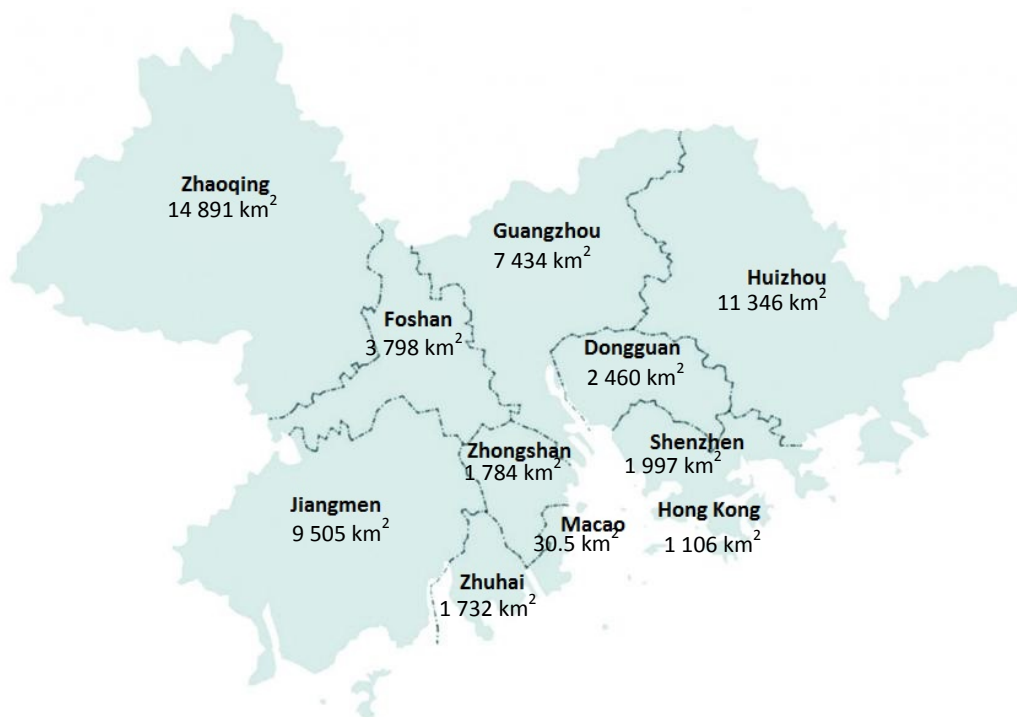 Zhaoqing
14 891 km²
Guangzhou
7 434 km²
Huizhou
11 346 km²
Foshan
3 798 km²
Dongguan
2 460 km²
Zhongshan
1 784 km²
Shenzhen
1 997 km²
Jiangmen
9 505 km²
Macao
30.5 km²
Hong Kong
1 106 km²
Zhuhai
1 732 km²